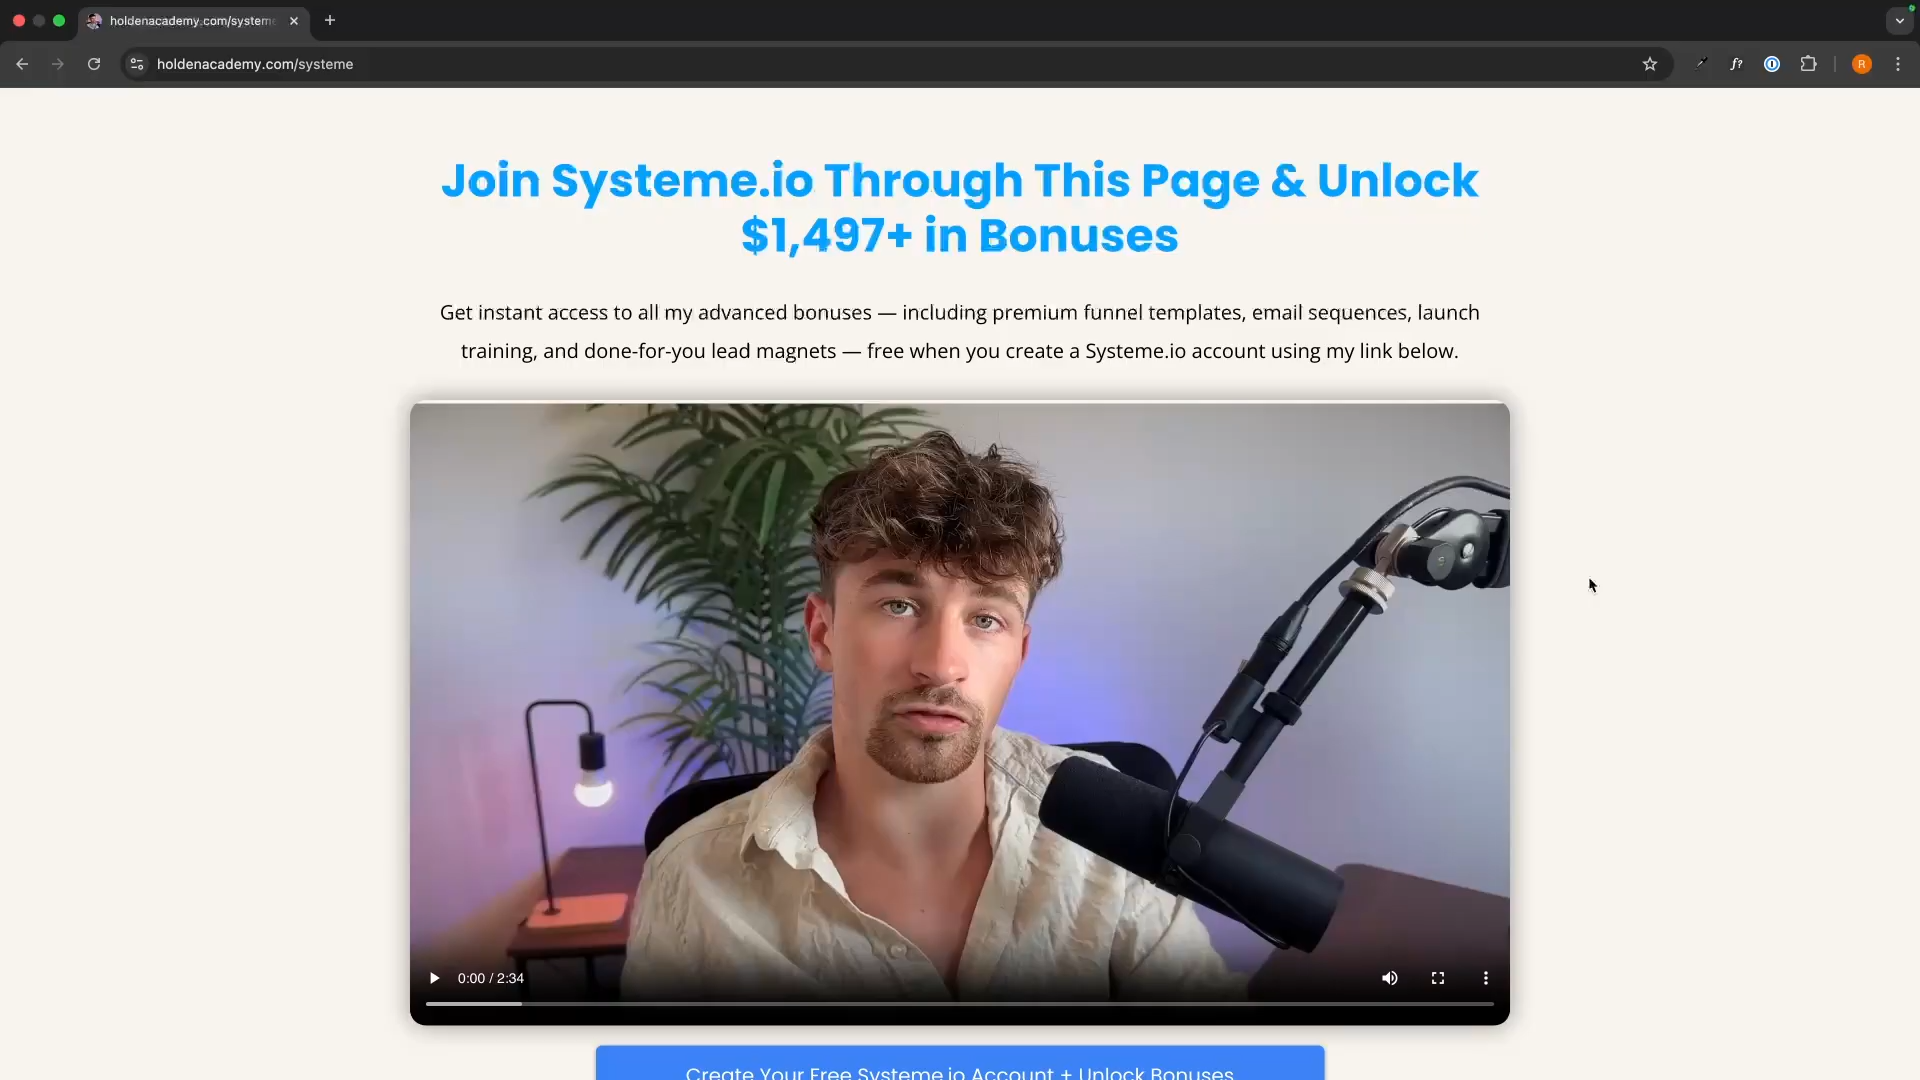 holdenacademy.com/system
holdenacademy.com/systeme
f?
R
Join Systeme.io Through This Page & Unlock
$1,497+ in Bonuses
Get instant access to all my advanced bonuses — including premium funnel templates, email sequences, launch
training, and done-for-you lead magnets — free when you create a Systeme.io account using my link below.
0:00 / 2:34
Create Your Free Systeme.io Account + Unlock Bonuses